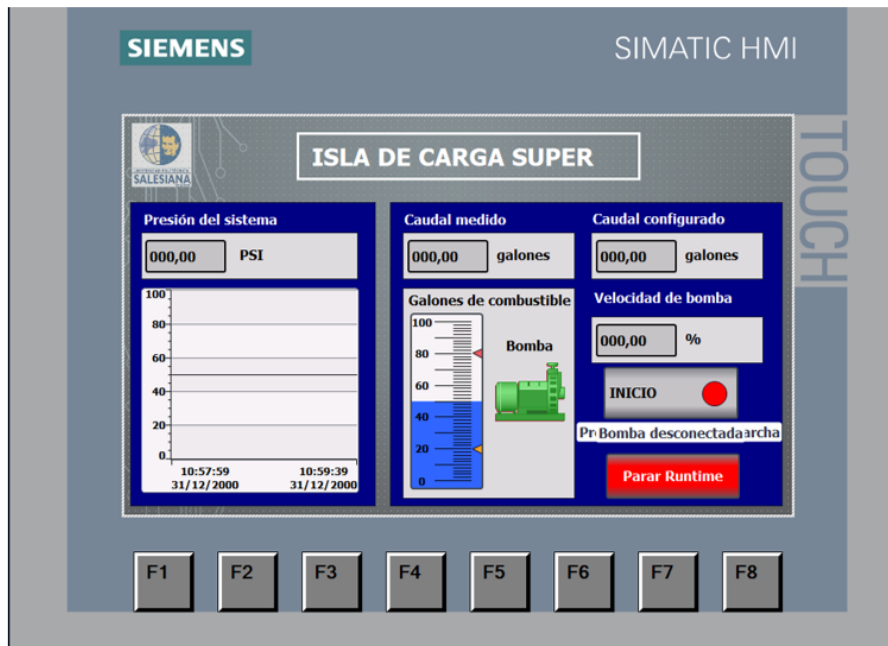 SIEMENS
SIMATIC HMI
TOUCH
SALESIANA
ISLA DE CARGA SUPER
Presión del sistema
000,00 PSI
100
80
60
40
20
0
10:57:59 10:59:39
31/12/2000 31/12/2000
Caudal medido
000,00 galones
Galones de combustible
100
80
60
40
20
0
Bomba
Caudal configurado
000,00 galones
Velocidad de bomba
000,00 %
INICIO
Bomba desconectada
Parar Runtime
F1 F2 F3 F4 F5 F6 F7 F8